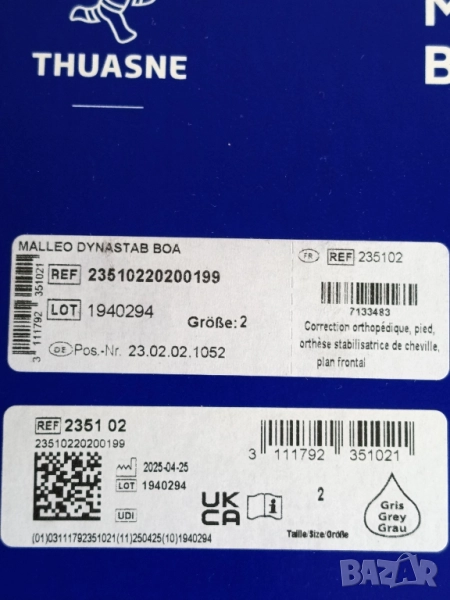 THUASNE
M
B
MALLEO DYNASTAB BOA
REF 23510220200199
LOT 1940294
Größe: 2
DE Pos.-Nr. 23.02.02.1052
3 111792 351021
FR REF 235102
7133483
Correction orthopédique, pied,
orthèse stabilisatrice de cheville,
plan frontal
REF 2351 02
23510220200199
2025-04-25
LOT 1940294
UDI
(01)03111792351021(11)250425(10)1940294
3 111792 351021
UK
CA
i
2
Taille/Size/Größe
Gris
Grey
Grau
BAZAR